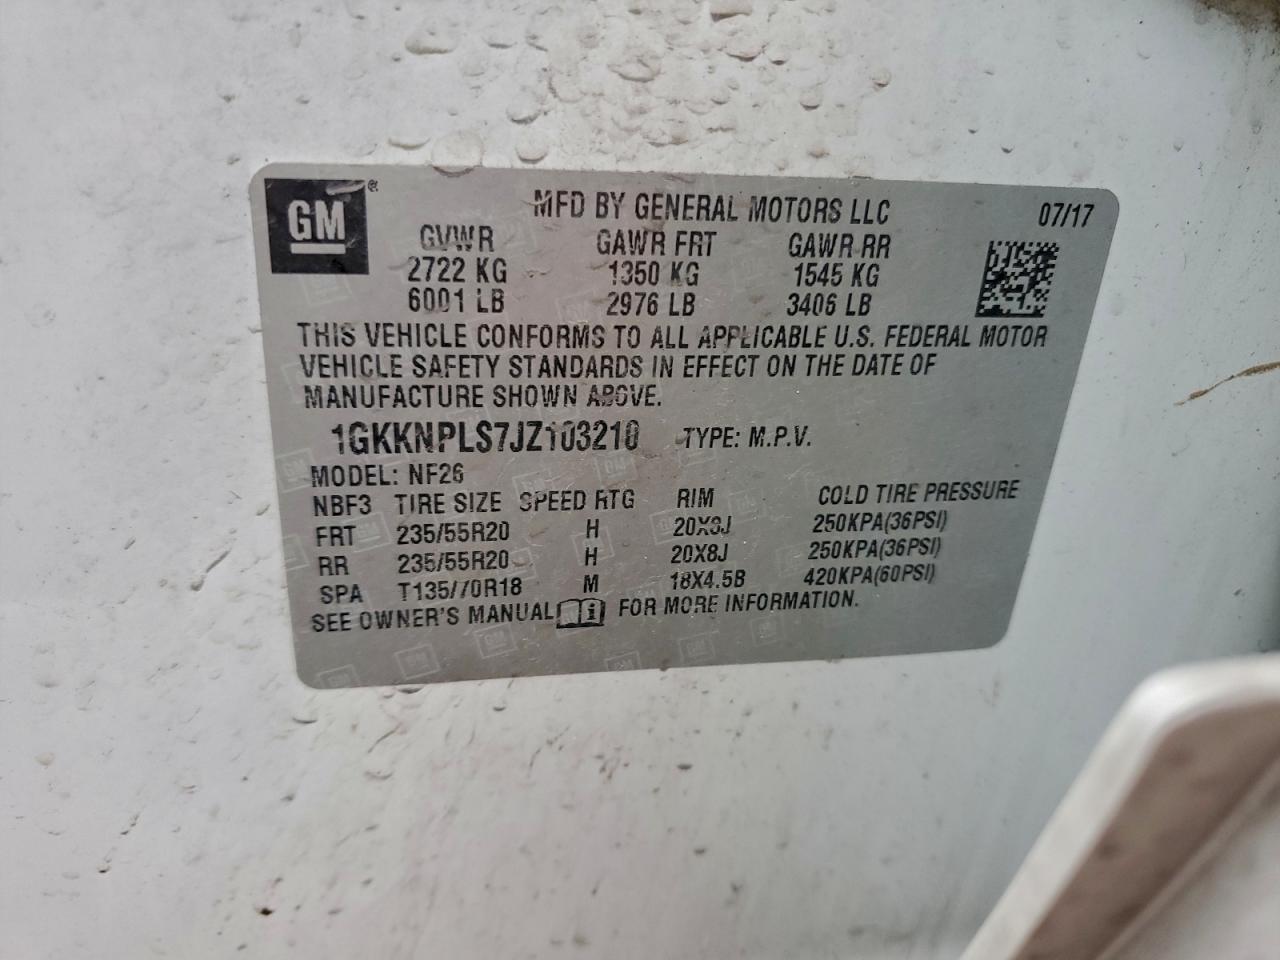 GM®
MFD BY GENERAL MOTORS LLC 07/17
GVWR GAWR FRT GAWR RR
2722 KG 1350 KG 1545 KG
6001 LB 2976 LB 3406 LB
THIS VEHICLE CONFORMS TO ALL APPLICABLE U.S. FEDERAL MOTOR
VEHICLE SAFETY STANDARDS IN EFFECT ON THE DATE OF
MANUFACTURE SHOWN ABOVE.
1GKKNPLS7JZ103210 TYPE: M.P.V.
MODEL: NF26
NBF3 TIRE SIZE SPEED RTG RIM COLD TIRE PRESSURE
FRT 235/55R20 H 20X8J 250KPA(36PSI)
RR 235/55R20 H 20X8J 250KPA(36PSI)
SPA T135/70R18 M 18X4.5B 420KPA(60PSI)
SEE OWNER'S MANUAL i FOR MORE INFORMATION.